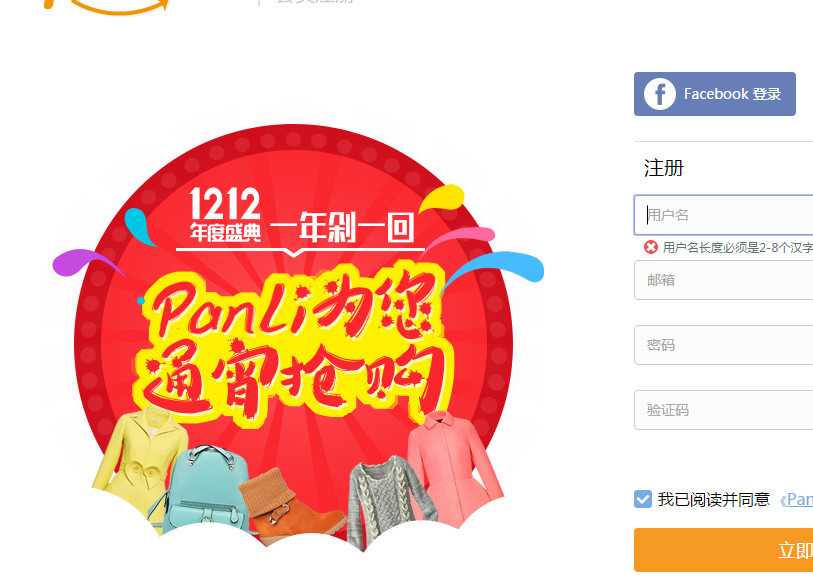 Facebook 登录
注册
用户名
用户名长度必须是2-8个汉字
邮箱
密码
验证码
我已阅读并同意 《Pan
立即
1212
年度盛典
一年剁一回
PanLi为您
通宵抢购